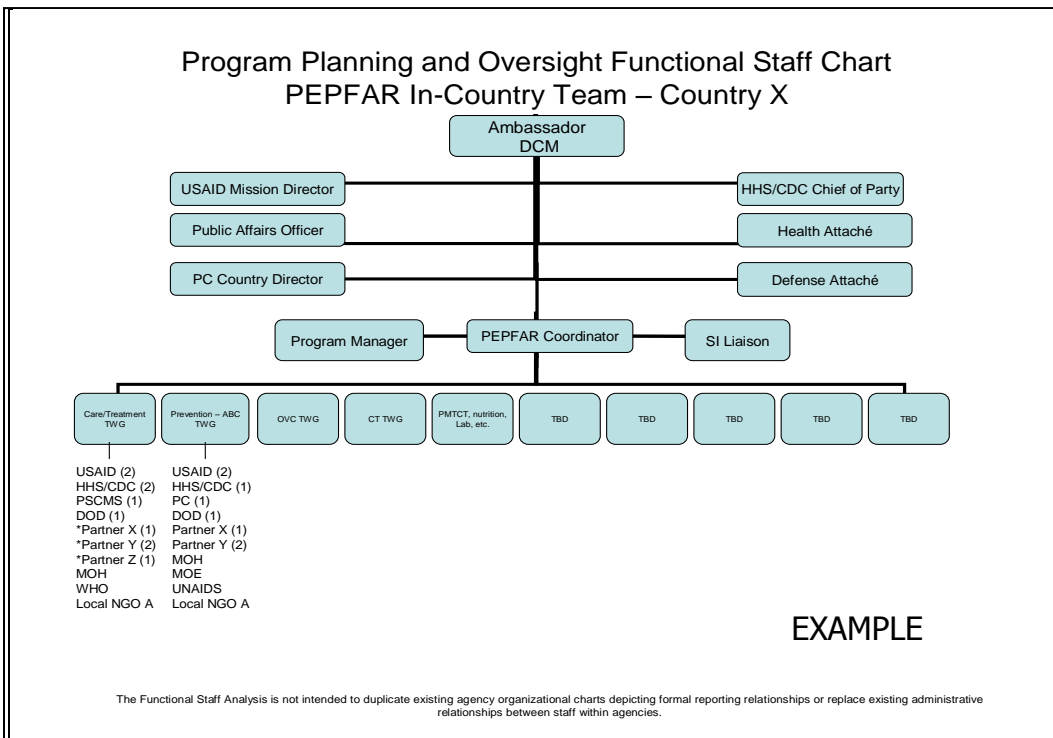 Program Planning and Oversight Functional Staff Chart
PEPFAR In-Country Team – Country X
Ambassador
DCM
USAID Mission Director
HHS/CDC Chief of Party
Public Affairs Officer
Health Attaché
PC Country Director
Defense Attaché
Program Manager
PEPFAR Coordinator
SI Liaison
Care/Treatment
TWG
Prevention – ABC
TWG
OVC TWG
CT TWG
PMTCT, nutrition,
Lab, etc.
TBD
TBD
TBD
TBD
TBD
USAID (2)
HHS/CDC (2)
PSCMS (1)
DOD (1)
*Partner X (1)
*Partner Y (2)
*Partner Z (1)
MOH
WHO
Local NGO A
USAID (2)
HHS/CDC (1)
PC (1)
DOD (1)
Partner X (1)
Partner Y (2)
MOH
MOE
UNAIDS
Local NGO A
EXAMPLE
The Functional Staff Analysis is not intended to duplicate existing agency organizational charts depicting formal reporting relationships or replace existing administrative
relationships between staff within agencies.